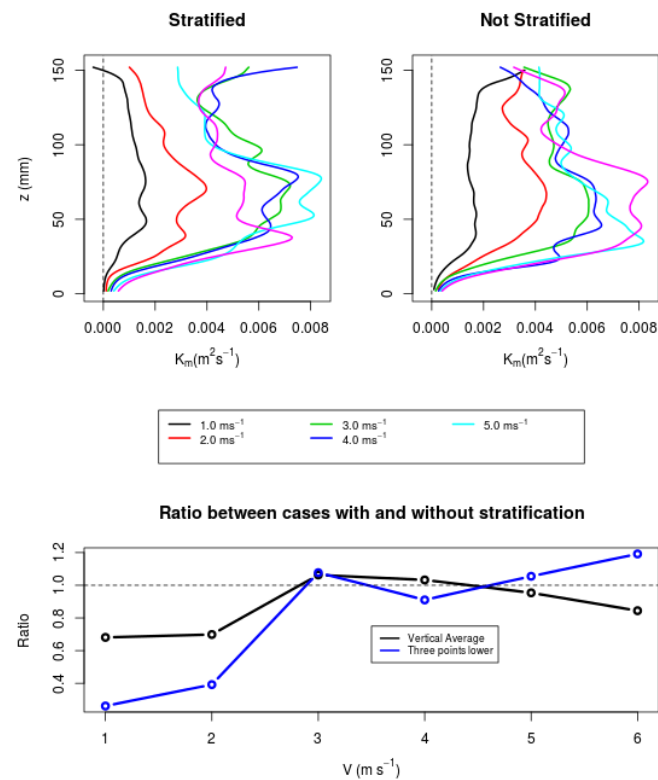 Stratified
Not Stratified
z (mm)
150
100
50
0
0.000 0.002 0.004 0.006 0.008
Kₘ(m²s⁻¹)
150
100
50
0
0.000 0.002 0.004 0.006 0.008
Kₘ(m²s⁻¹)
1.0 ms⁻¹ 3.0 ms⁻¹ 5.0 ms⁻¹
2.0 ms⁻¹ 4.0 ms⁻¹
Ratio between cases with and without stratification
Ratio
1.2
1.0
0.8
0.6
0.4
Vertical Average
Three points lower
1 2 3 4 5 6
V (m s⁻¹)